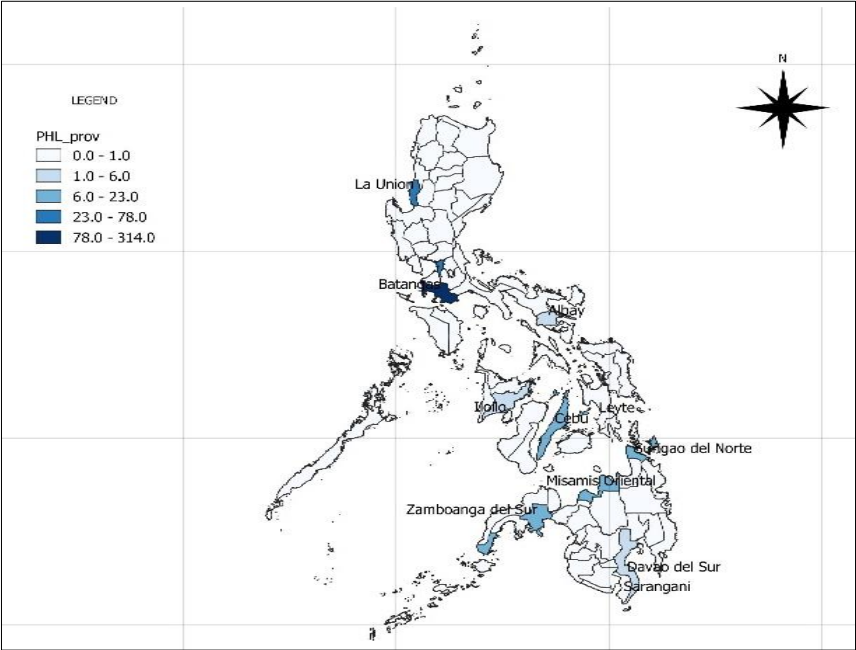 N
LEGEND
PHL_prov
0.0 - 1.0
1.0 - 6.0
6.0 - 23.0
23.0 - 78.0
78.0 - 314.0
La Union
Batangas
Albay
Iloilo
Cebu
Leyte
Surigao del Norte
Misamis Oriental
Zamboanga del Sur
Davao del Sur
Sarangani